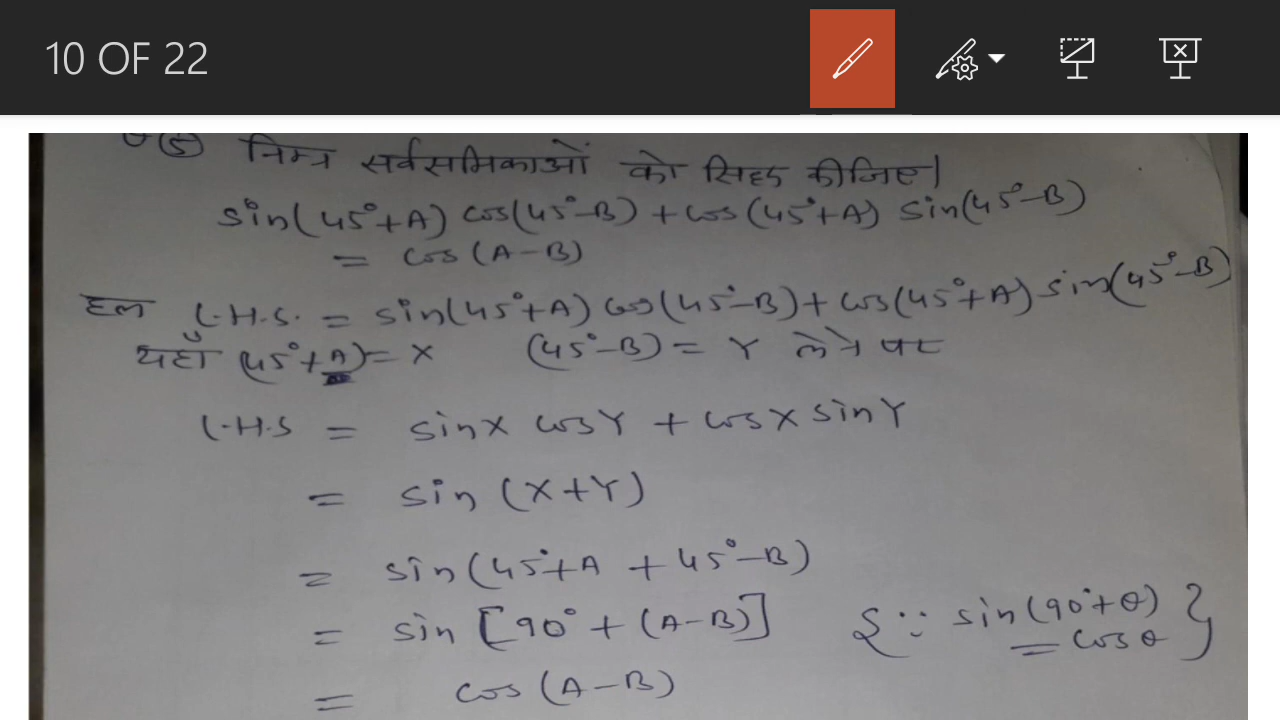 10 OF 22
(5) निम्न सर्वसमिकाओं को सिद्ध कीजिए।
sin(45°+A) cos(45°-B) + cos(45°+A) sin(45°-B)
= cos(A-B)
हल L.H.S. = sin(45°+A) cos(45°-B) + cos(45°+A) sin(45°-B)
यहाँ (45°+A) = X (45°-B) = Y लेने पर
L.H.S = sinX cosY + cosX sinY
= sin (X+Y)
= sin(45°+A + 45°-B)
= sin [90° + (A-B)] {∵ sin(90°+θ)
= cosθ }
= cos (A-B)